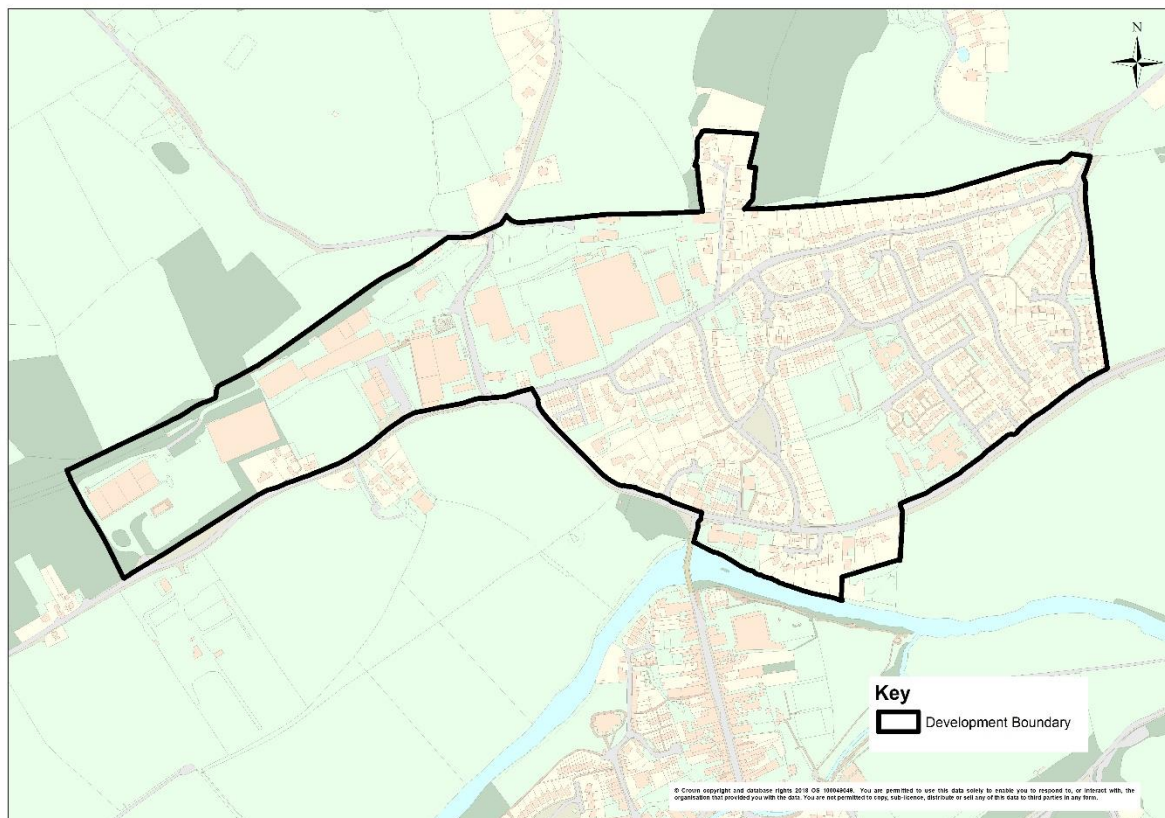 N
Key
Development Boundary
© Crown copyright and database rights 2018 OS 100049049. You are permitted to use this data solely to enable you to respond to, or interact with, the
organisation that provided you with the data. You are not permitted to copy, sub-licence, distribute or sell any of this data to third parties in any form.